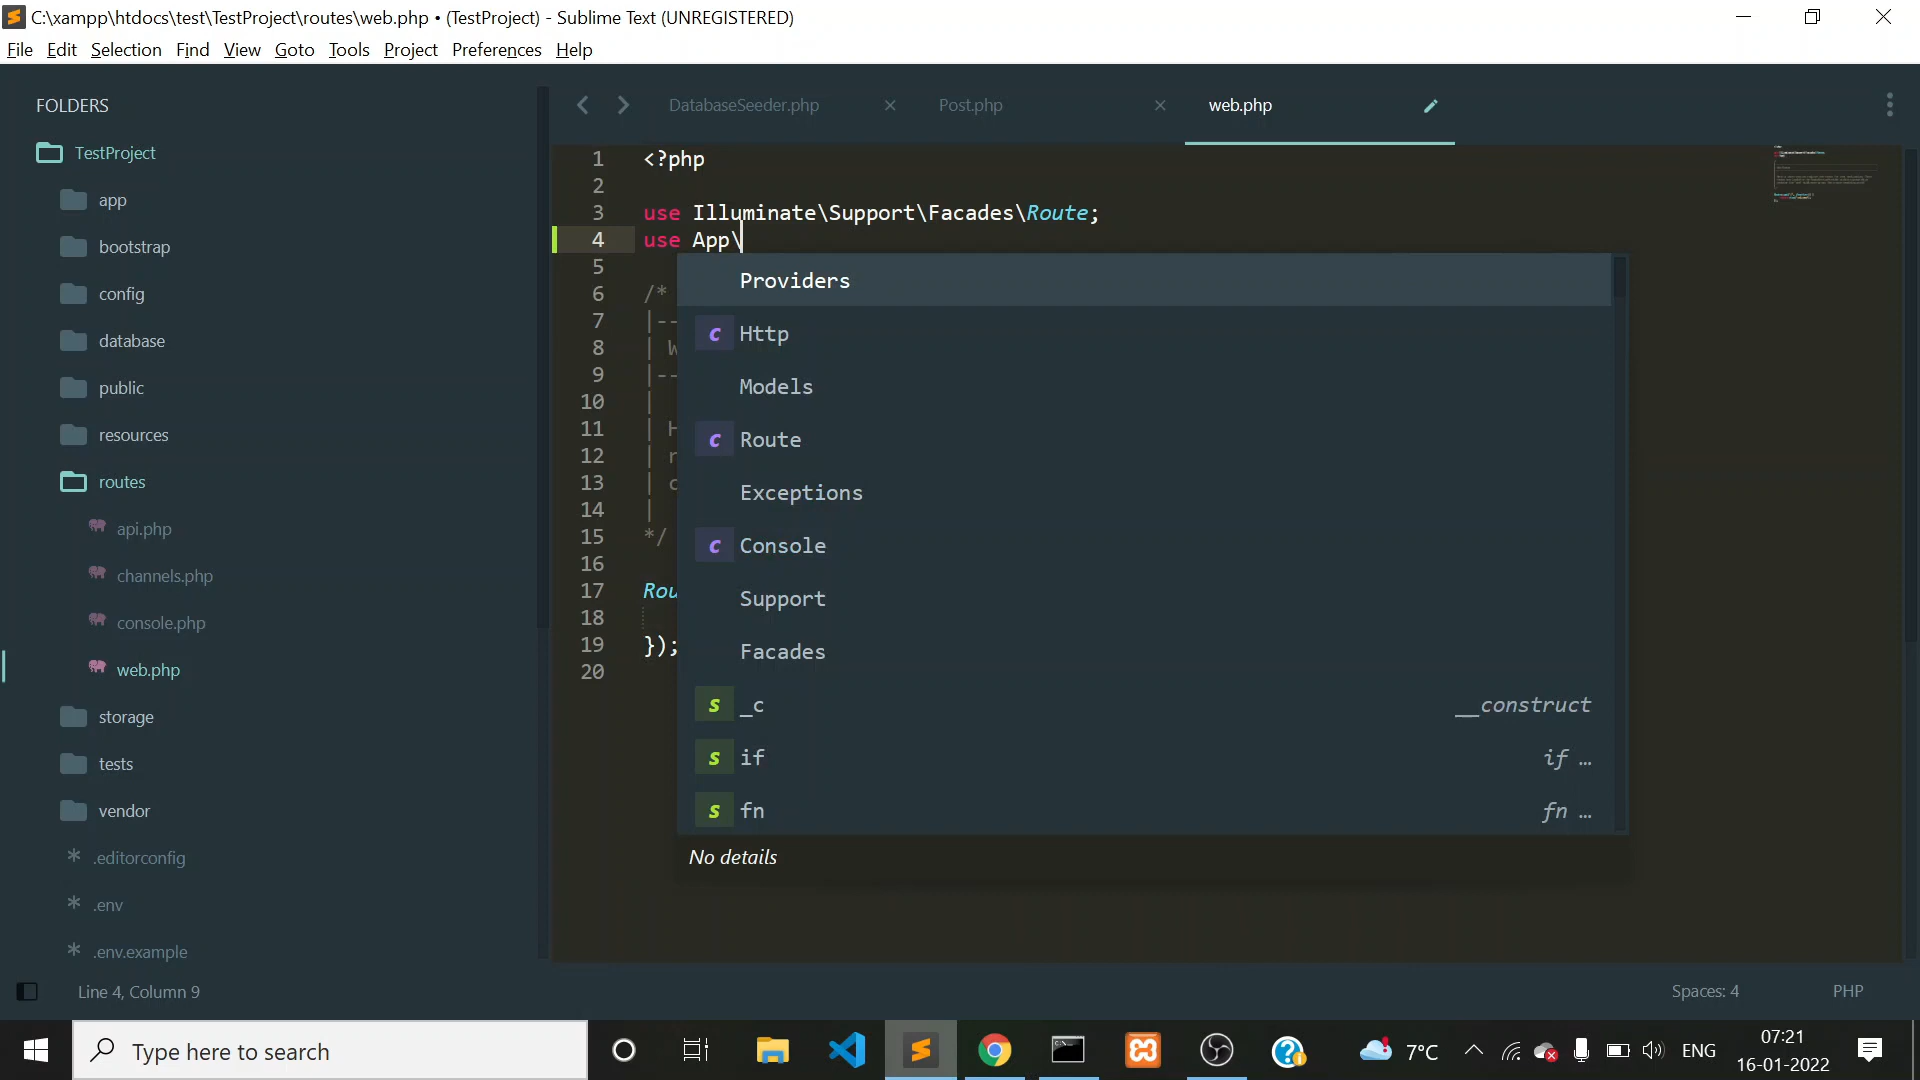 C:\xampp\htdocs\test\TestProject\routes\web.php • (TestProject) - Sublime Text (UNREGISTERED)
File Edit Selection Find View Goto Tools Project Preferences Help
FOLDERS
TestProject
app
bootstrap
config
database
public
resources
routes
api.php
channels.php
console.php
web.php
storage
tests
vendor
.editorconfig
.env
.env.example
DatabaseSeeder.php
Post.php
web.php
1 <?php
2
3 use Illuminate\Support\Facades\Route;
4 use App\
5
6 /*
7 |--
8 | W
9 |--
10 |
11 | H
12 | r
13 | c
14 |
15 */
16
17 Rou
18
19 });
20
Providers
c Http
Models
c Route
Exceptions
c Console
Support
Facades
s _c __construct
s if if …
s fn fn …
No details
Line 4, Column 9
Spaces: 4
PHP
Type here to search
7°C
ENG
07:21
16-01-2022